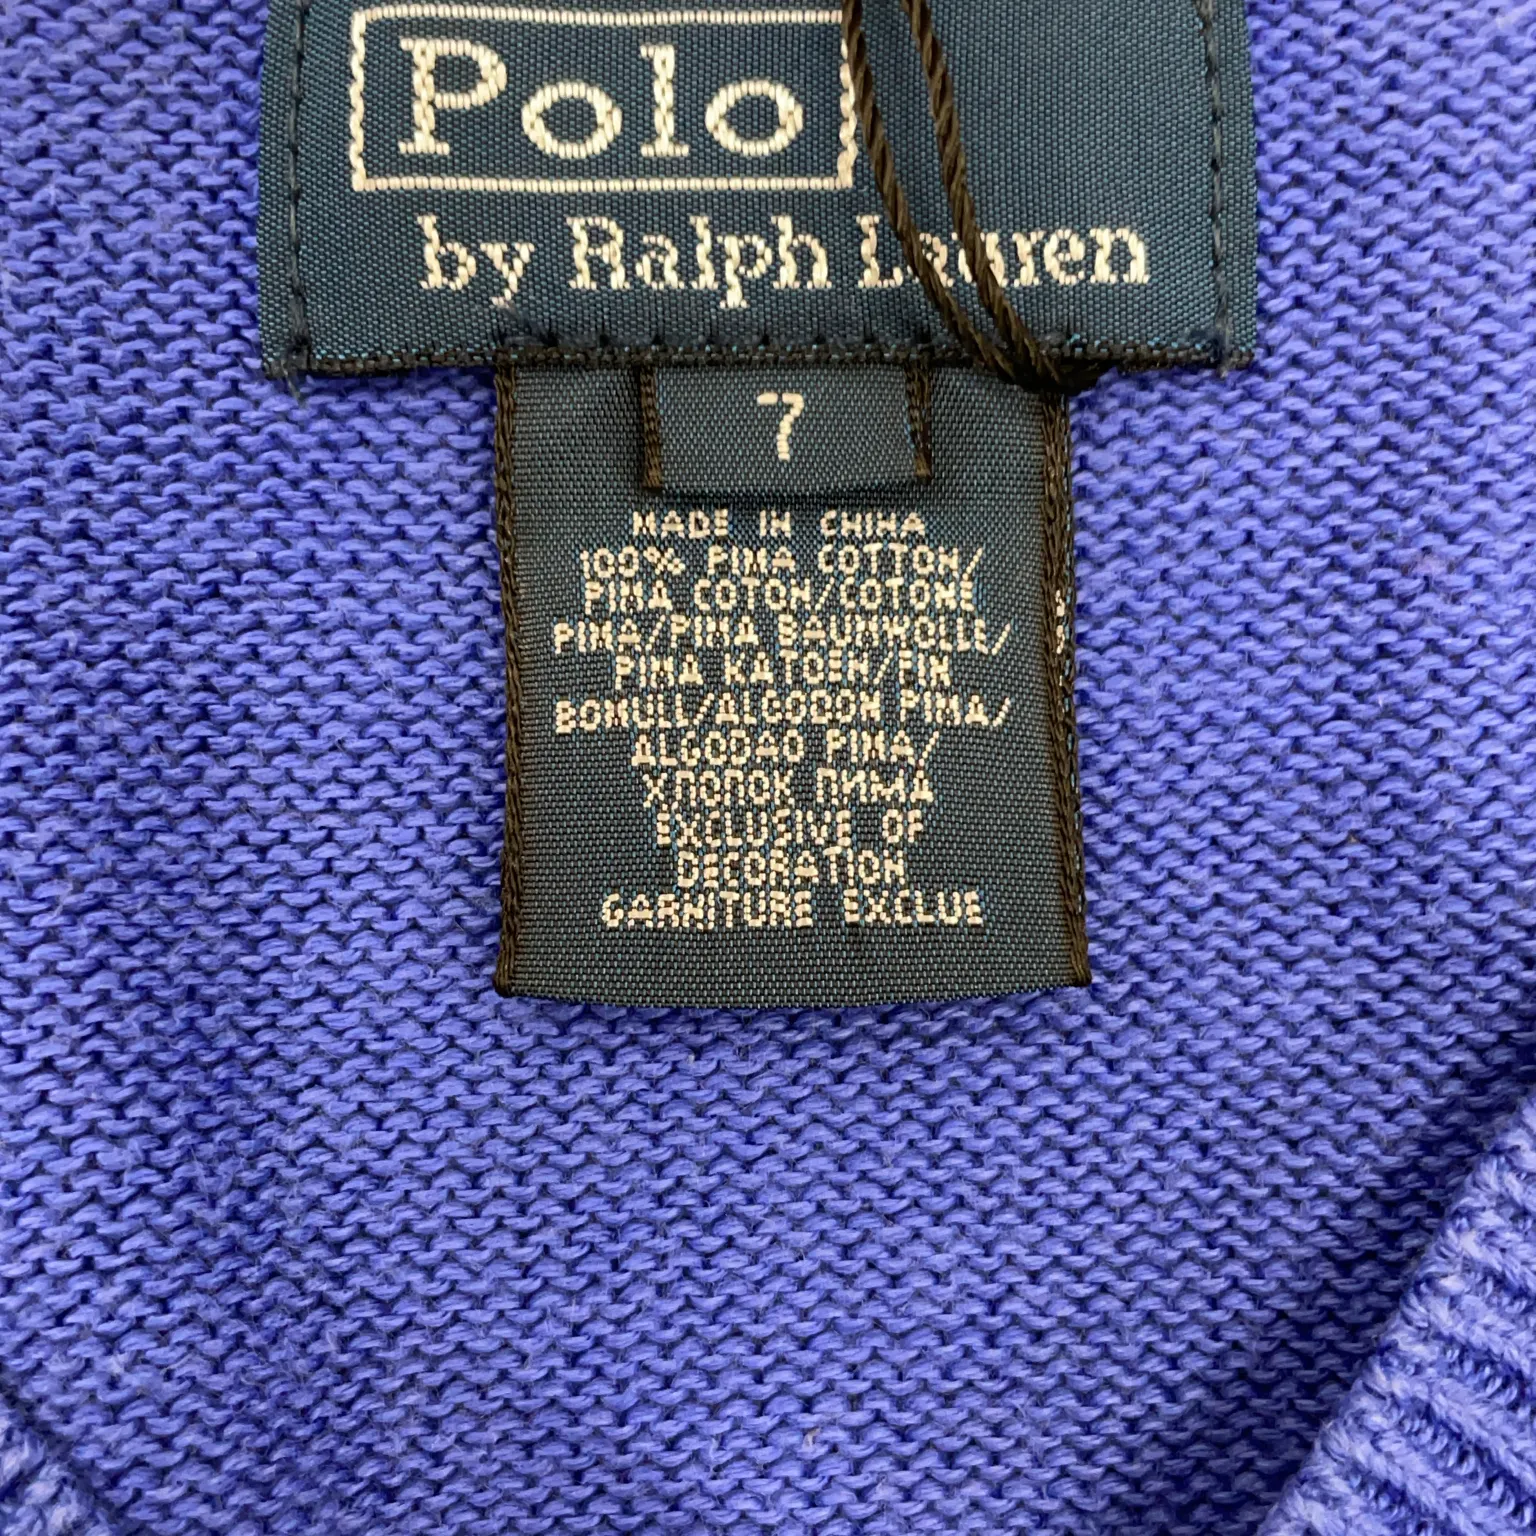 Polo
by Ralph Lauren
7
MADE IN CHINA
100% PIMA COTTON/
PIMA COTON/COTONE
PIMA/PIMA BAUMWOLLE/
PIMA KATOEN/EN
BOMULL/ALGODON PIMA/
ALGODAO PIMA/
ХЛОПОК ПИМА
EXCLUSIVE OF
DECORATION
GARNITURE EXCLUE